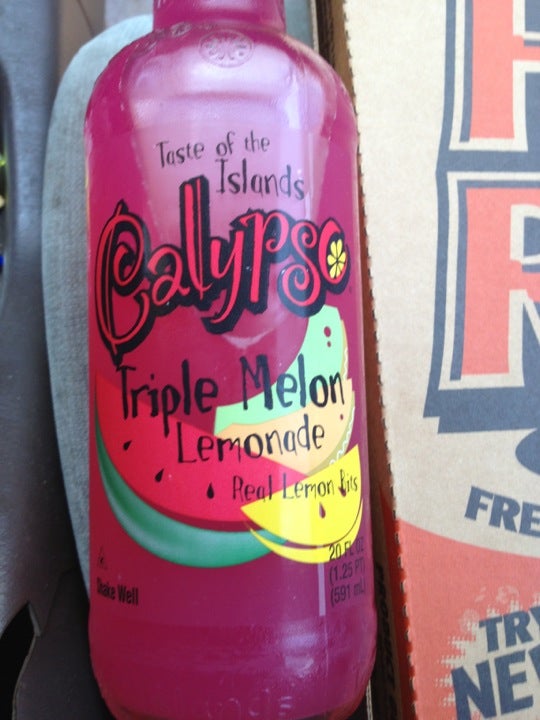 Taste of the
Islands
Calypso
Triple Melon
Lemonade
Real Lemon Bits
20 FL OZ
(1.25 PT)
(591 mL)
Shake Well
FRE
TRY
NE